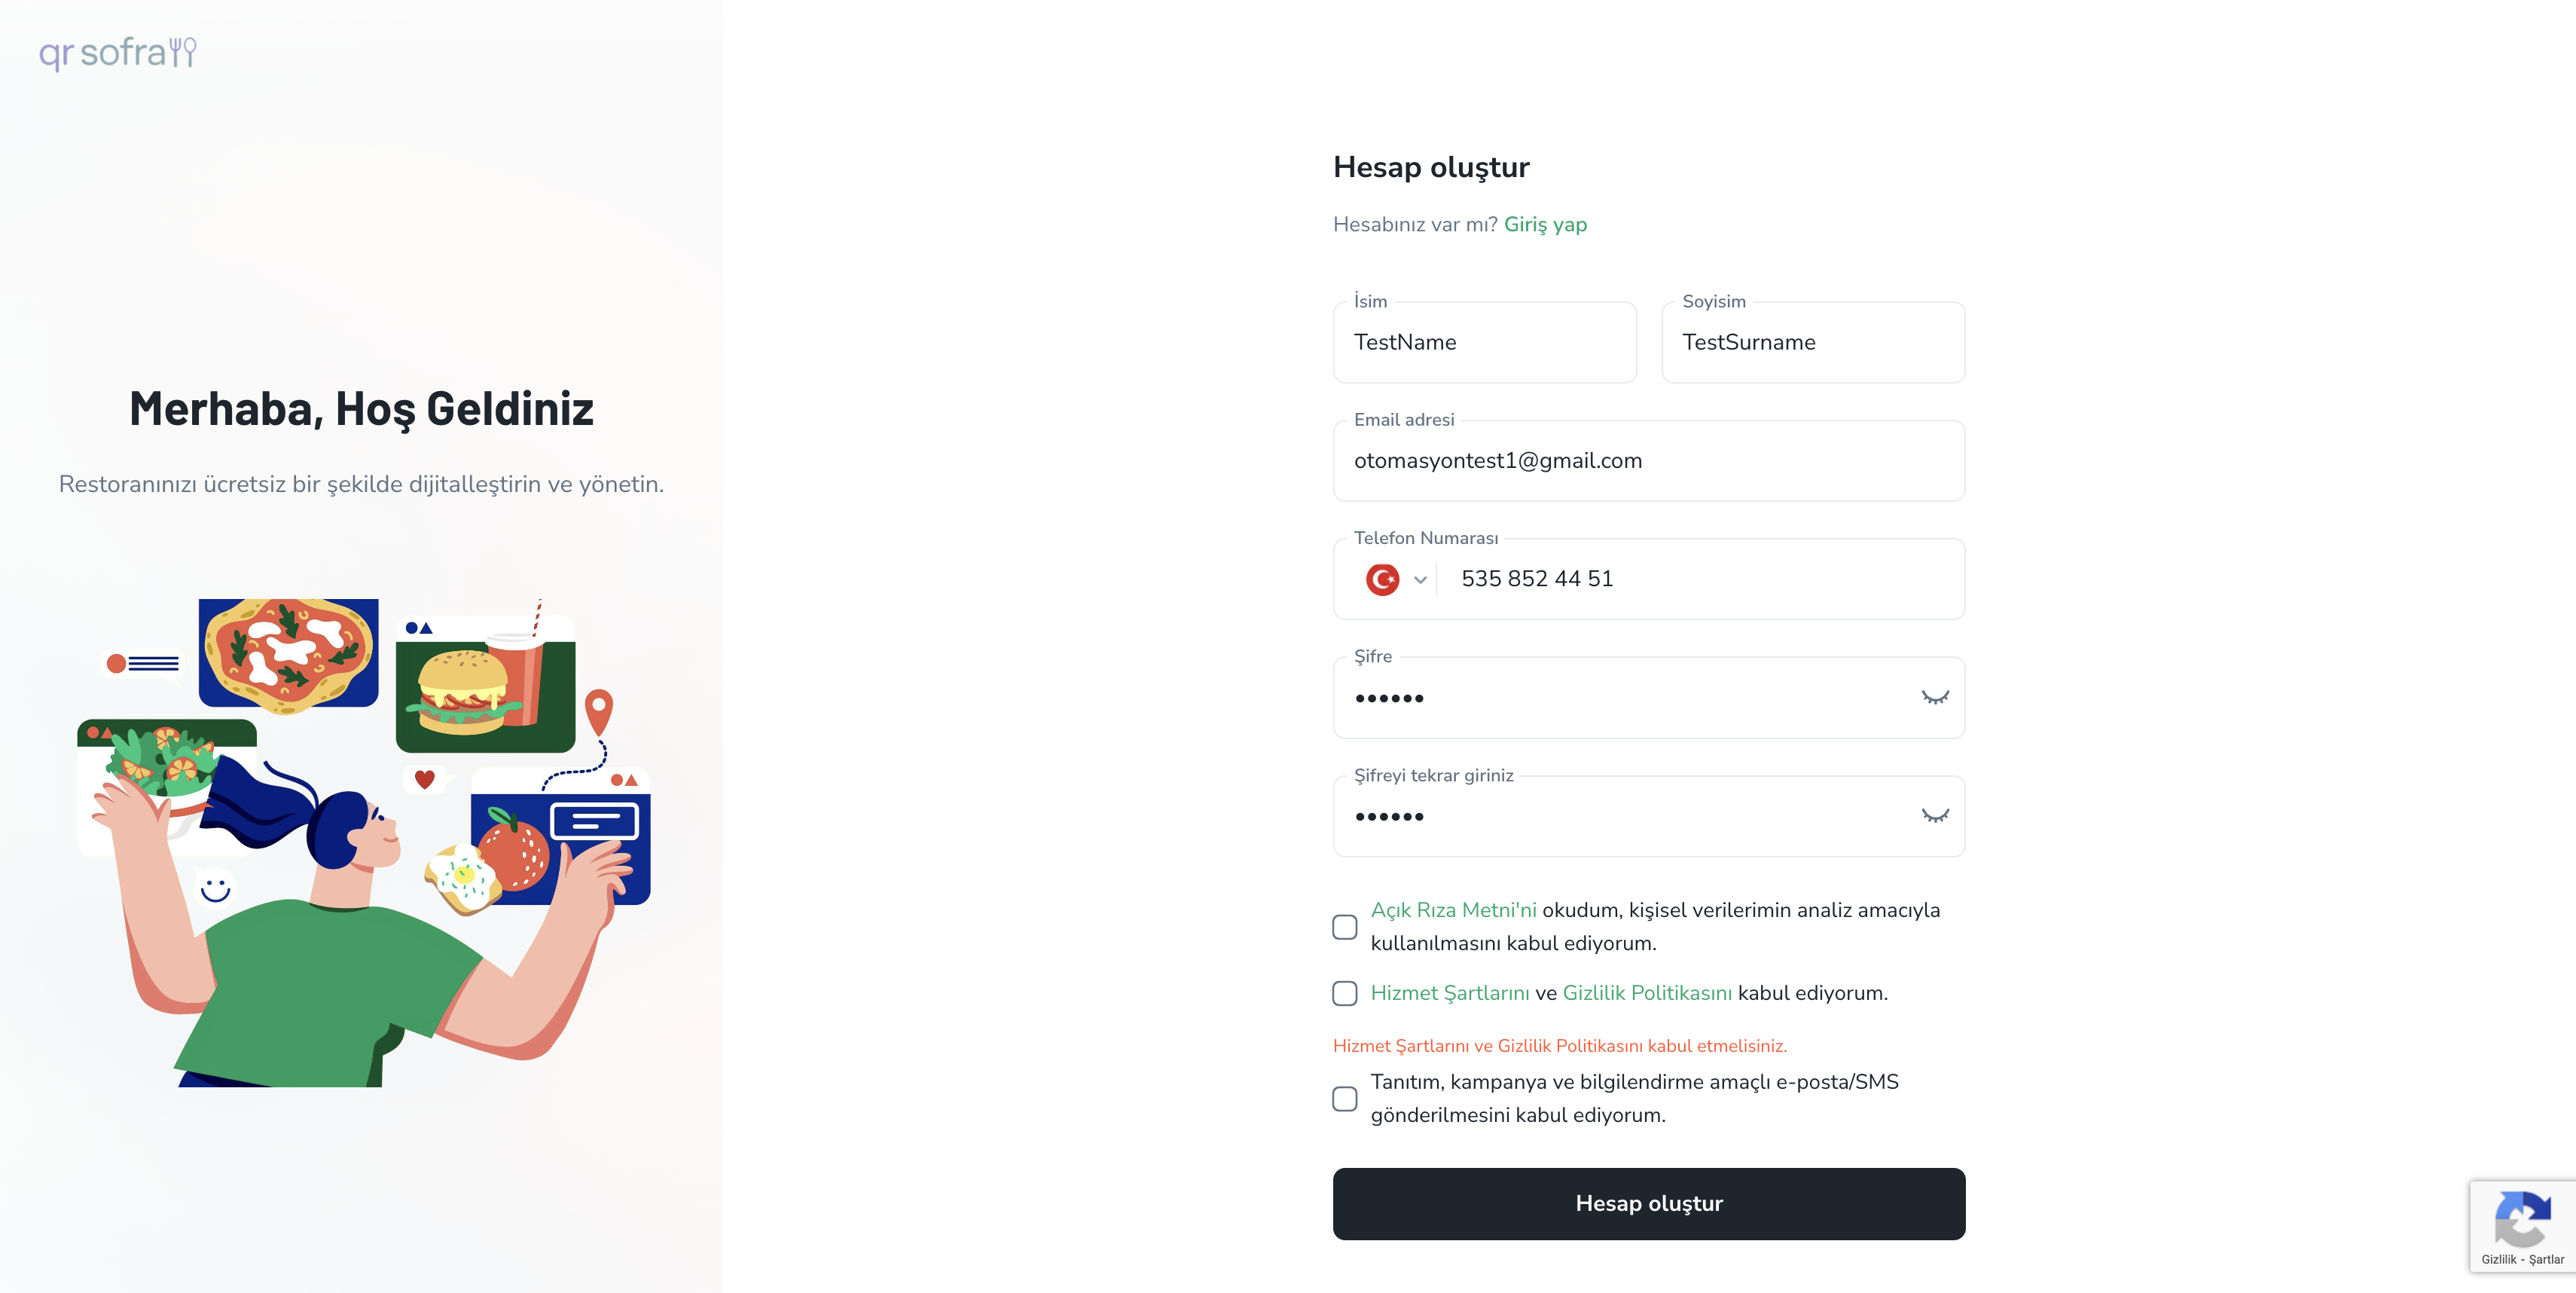 qr sofra
Merhaba, Hoş Geldiniz
Restoranınızı ücretsiz bir şekilde dijitalleştirin ve yönetin.
Hesap oluştur
Hesabınız var mı? Giriş yap
İsim
TestName
Soyisim
TestSurname
Email adresi
otomasyontest1@gmail.com
Telefon Numarası
535 852 44 51
Şifre
••••••
Şifreyi tekrar giriniz
••••••
Açık Rıza Metni'ni okudum, kişisel verilerimin analiz amacıyla
kullanılmasını kabul ediyorum.
Hizmet Şartlarını ve Gizlilik Politikasını kabul ediyorum.
Hizmet Şartlarını ve Gizlilik Politikasını kabul etmelisiniz.
Tanıtım, kampanya ve bilgilendirme amaçlı e-posta/SMS
gönderilmesini kabul ediyorum.
Hesap oluştur
Gizlilik - Şartlar